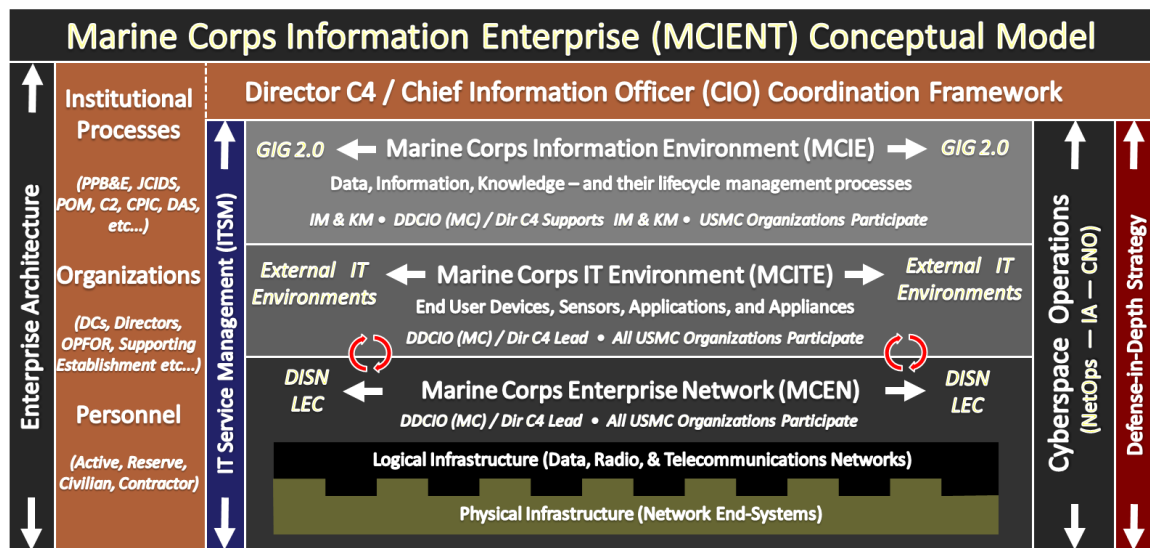 Marine Corps Information Enterprise (MCIENT) Conceptual Model
Enterprise Architecture
Institutional
Processes
(PPB&E, JCIDS,
POM, C2, CPIC, DAS,
etc...)
Organizations
(DCs, Directors,
OPFOR, Supporting
Establishment etc...)
Personnel
(Active, Reserve,
Civilian, Contractor)
Director C4 / Chief Information Officer (CIO) Coordination Framework
IT Service Management (ITSM)
GIG 2.0 Marine Corps Information Environment (MCIE) GIG 2.0
Data, Information, Knowledge – and their lifecycle management processes
IM & KM • DDCIO (MC) / Dir C4 Supports IM & KM • USMC Organizations Participate
External IT
Environments
Marine Corps IT Environment (MCITE)
External IT
Environments
End User Devices, Sensors, Applications, and Appliances
DDCIO (MC) / Dir C4 Lead • All USMC Organizations Participate
DISN
LEC
Marine Corps Enterprise Network (MCEN)
DISN
LEC
DDCIO (MC) / Dir C4 Lead • All USMC Organizations Participate
Logical Infrastructure (Data, Radio, & Telecommunications Networks)
Physical Infrastructure (Network End-Systems)
Cyberspace Operations
(NetOps — IA — CNO)
Defense-in-Depth Strategy